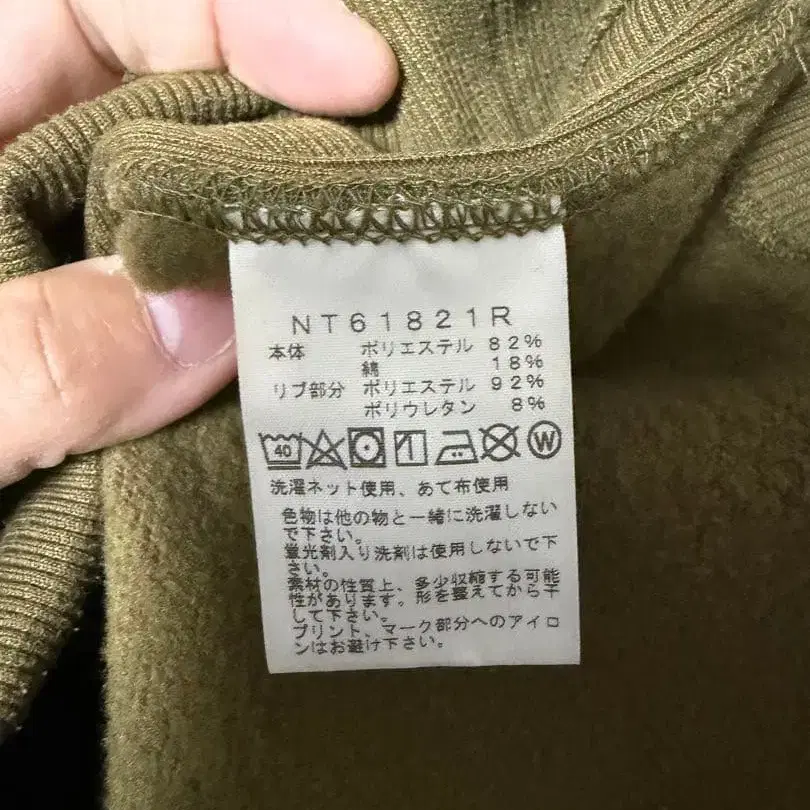 NT61821R
本体 ポリエステル 82%
綿 18%
リブ部分 ポリエステル 92%
ポリウレタン 8%
40 W
洗濯ネット使用、あて布使用
色物は他の物と一緒に洗濯しない
で下さい。
蛍光剤入り洗剤は使用しないで下
さい。
素材の性質上、多少収縮する可能
性があります。形を整えてから干
して下さい。
プリント、マーク部分へのアイロ
ンはお避け下さい。